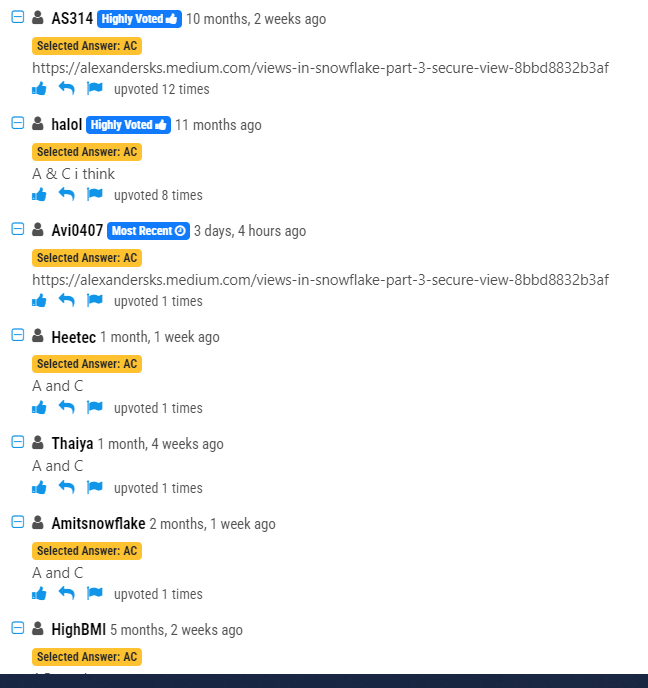 AS314 Highly Voted 10 months, 2 weeks ago
Selected Answer: AC
https://alexandersks.medium.com/views-in-snowflake-part-3-secure-view-8bbd8832b3af
upvoted 12 times
halol Highly Voted 11 months ago
Selected Answer: AC
A & C i think
upvoted 8 times
Avi0407 Most Recent 3 days, 4 hours ago
Selected Answer: AC
https://alexandersks.medium.com/views-in-snowflake-part-3-secure-view-8bbd8832b3af
upvoted 1 times
Heetec 1 month, 1 week ago
Selected Answer: AC
A and C
upvoted 1 times
Thaiya 1 month, 4 weeks ago
A and C
upvoted 1 times
Amitsnowflake 2 months, 1 week ago
Selected Answer: AC
A and C
upvoted 1 times
HighBMI 5 months, 2 weeks ago
Selected Answer: AC